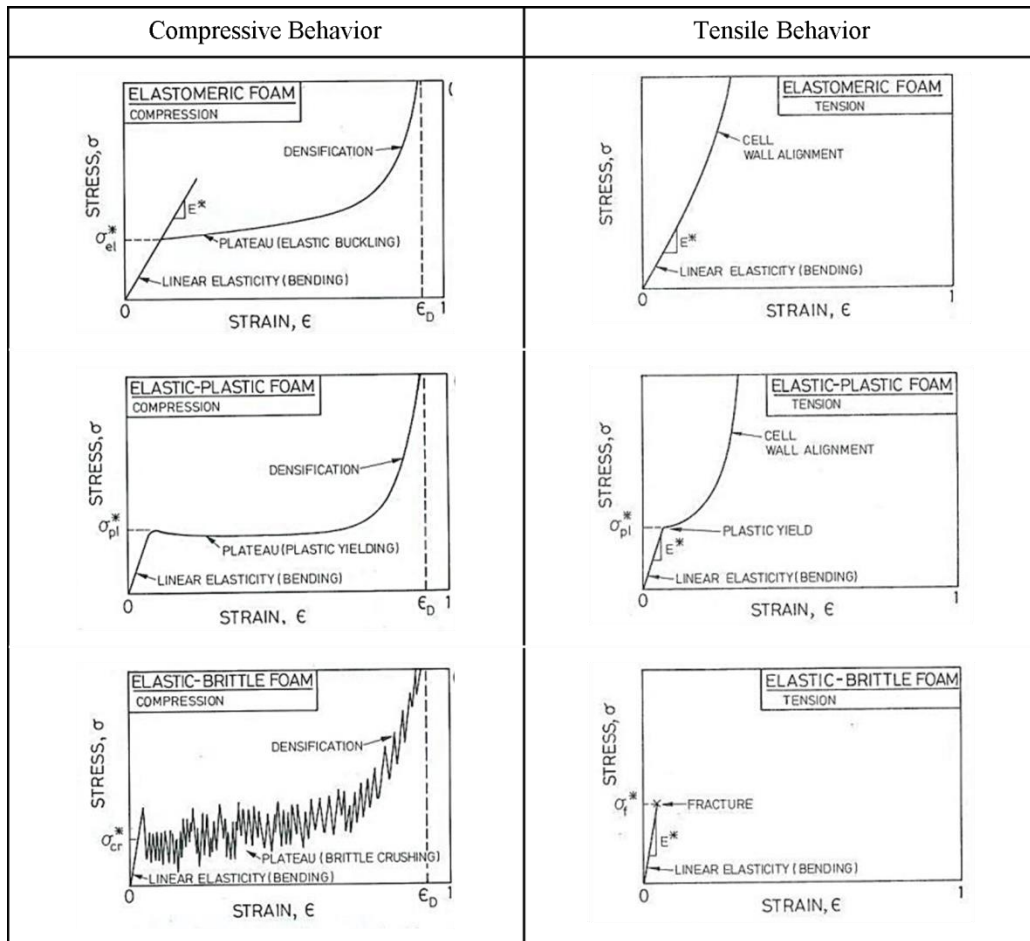 Compressive Behavior
Tensile Behavior
ELASTOMERIC FOAM
COMPRESSION
DENSIFICATION
E*
σ*el
PLATEAU (ELASTIC BUCKLING)
LINEAR ELASTICITY (BENDING)
0
ϵD
1
STRAIN, ϵ
STRESS, σ
ELASTOMERIC FOAM
TENSION
CELL
WALL ALIGNMENT
E*
LINEAR ELASTICITY (BENDING)
0
1
STRAIN, ϵ
STRESS, σ
ELASTIC-PLASTIC FOAM
COMPRESSION
DENSIFICATION
σ*pl
PLATEAU (PLASTIC YIELDING)
LINEAR ELASTICITY (BENDING)
0
ϵD
1
STRAIN, ϵ
STRESS, σ
ELASTIC-PLASTIC FOAM
TENSION
CELL
WALL ALIGNMENT
σ*pl
PLASTIC YIELD
E*
LINEAR ELASTICITY (BENDING)
0
1
STRAIN, ϵ
STRESS, σ
ELASTIC-BRITTLE FOAM
COMPRESSION
DENSIFICATION
σ*cr
PLATEAU (BRITTLE CRUSHING)
LINEAR ELASTICITY (BENDING)
0
ϵD
1
STRAIN, ϵ
STRESS, σ
ELASTIC-BRITTLE FOAM
TENSION
σ*f
FRACTURE
E*
LINEAR ELASTICITY (BENDING)
0
1
STRAIN, ϵ
STRESS, σ